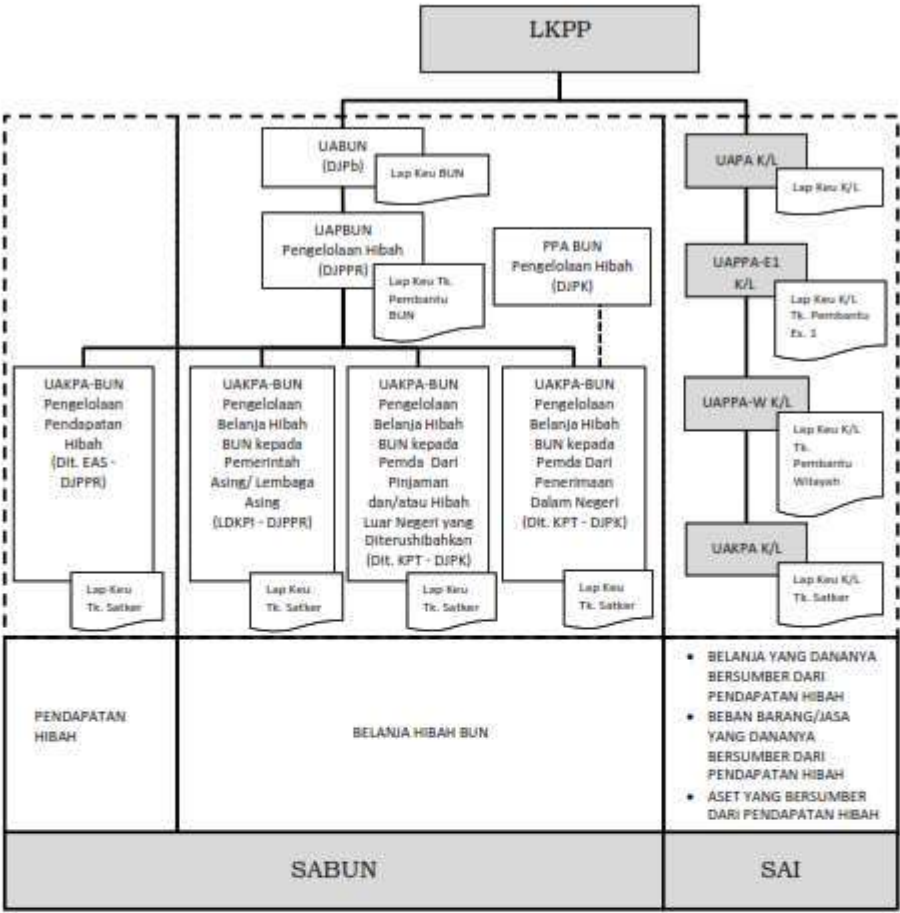 LKPP
UABUN
(DJPb)
Lap Keu BUN
UAPBUN
Pengelolaan Hibah
(DJPPR)
Lap Keu Tk.
Pembantu
BUN
PPA BUN
Pengelolaan Hibah
(DJPK)
UAPA K/L
Lap Keu K/L
UAPPA-E1
K/L
Lap Keu K/L
Tk. Pembantu
Es. 1
UAKPA-BUN
Pengelolaan
Pendapatan
Hibah
(Dit. EAS -
DJPPR)
Lap Keu
Tk. Satker
UAKPA-BUN
Pengelolaan
Belanja Hibah
BUN kepada
Pemerintah
Asing/ Lembaga
Asing
(LDKPI - DJPPR)
Lap Keu
Tk. Satker
UAKPA-BUN
Pengelolaan
Belanja Hibah
BUN kepada
Pemda Dari
Pinjaman
dan/atau Hibah
Luar Negeri yang
Diterushibahkan
(Dit. KPT - DJPK)
Lap Keu
Tk. Satker
UAKPA-BUN
Pengelolaan
Belanja Hibah
BUN kepada
Pemda Dari
Penerimaan
Dalam Negeri
(Dit. KPT - DJPK)
Lap Keu
Tk. Satker
UAPPA-W K/L
Lap Keu K/L
Tk.
Pembantu
Wilayah
UAKPA K/L
Lap Keu K/L
Tk. Satker
PENDAPATAN
HIBAH
BELANJA HIBAH BUN
• BELANJA YANG DANANYA
BERSUMBER DARI
PENDAPATAN HIBAH
• BEBAN BARANG/JASA
YANG DANANYA
BERSUMBER DARI
PENDAPATAN HIBAH
• ASET YANG BERSUMBER
DARI PENDAPATAN HIBAH
SABUN
SAI